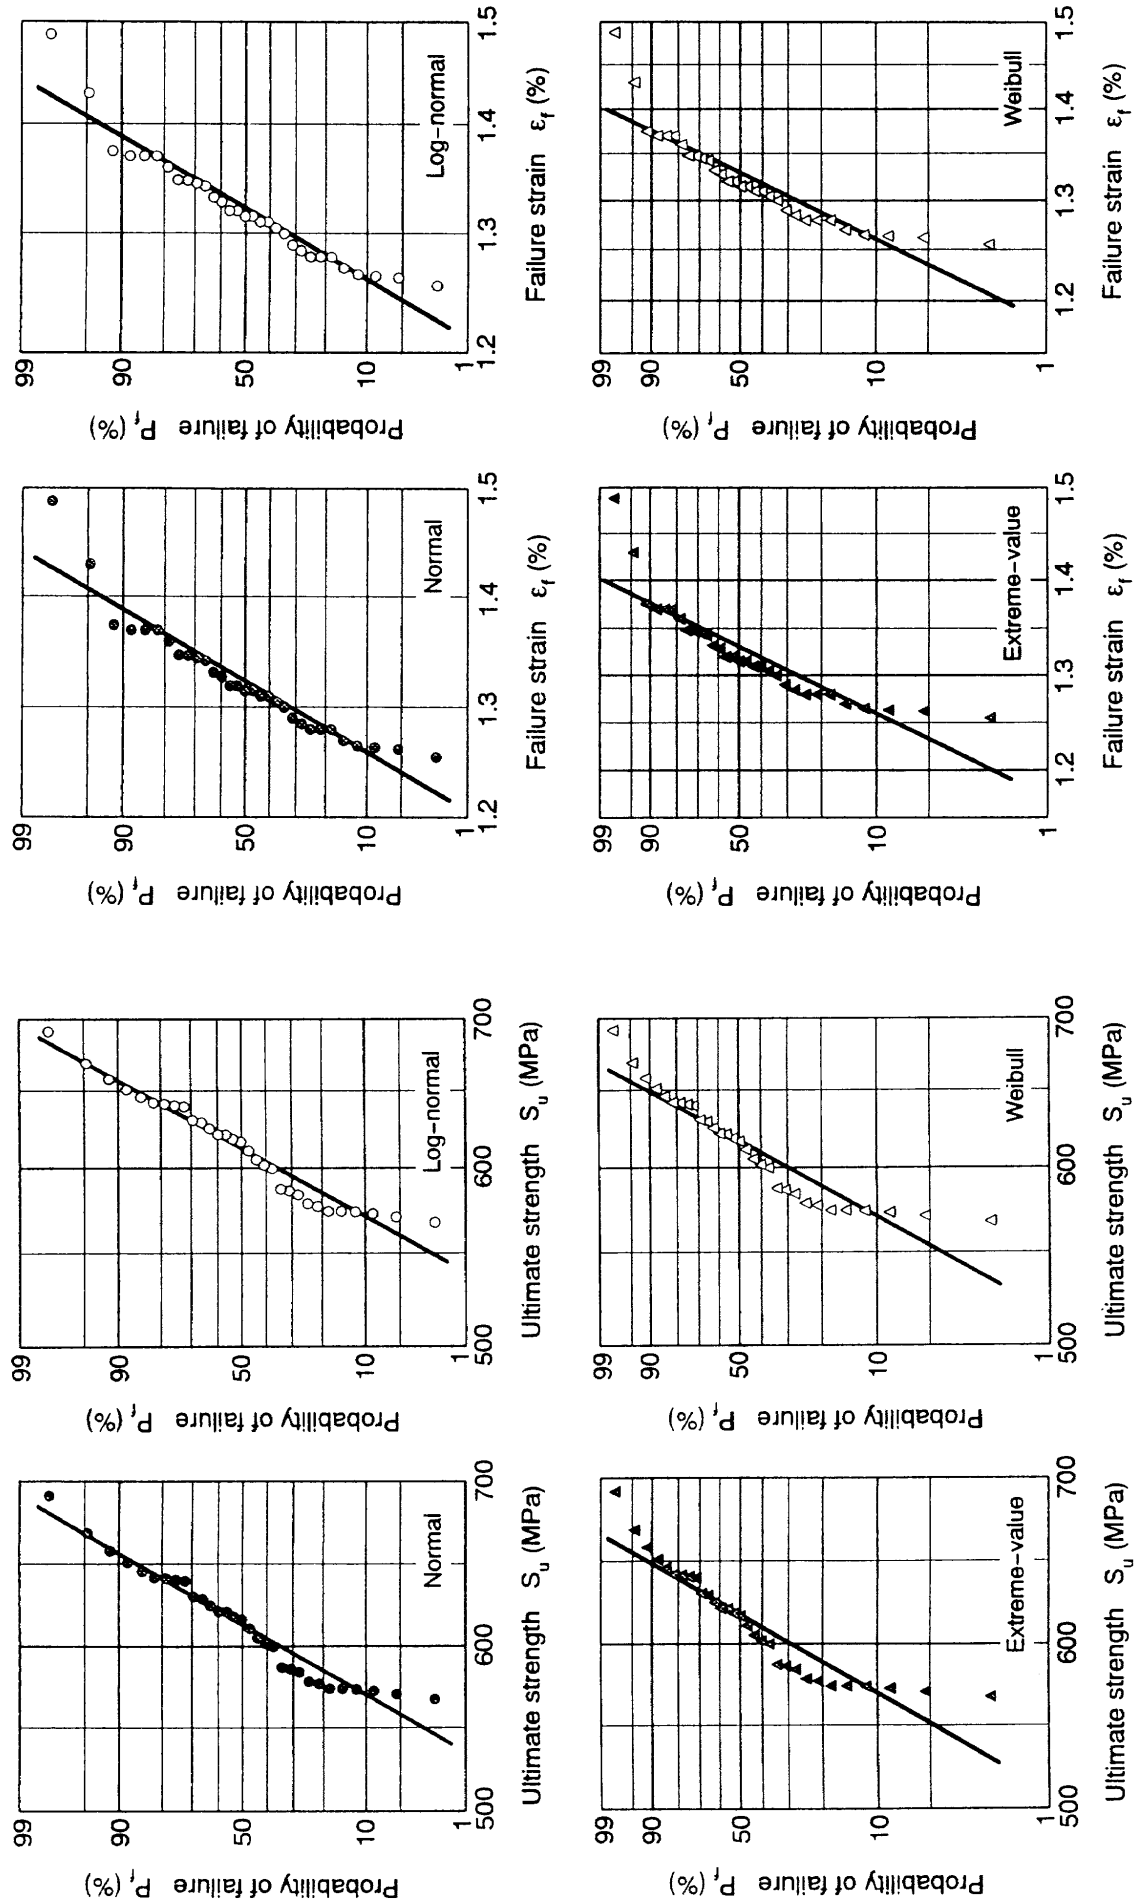 Probability of failure P_f (%)
99
90
50
10
1
Normal
500
600
700
Ultimate strength S_u (MPa)
Probability of failure P_f (%)
99
90
50
10
1
Log-normal
500
600
700
Ultimate strength S_u (MPa)
Probability of failure P_f (%)
99
90
50
10
1
Normal
1.2
1.3
1.4
1.5
Failure strain ε_f (%)
Probability of failure P_f (%)
99
90
50
10
1
Log-normal
1.2
1.3
1.4
1.5
Failure strain ε_f (%)
Probability of failure P_f (%)
99
90
50
10
1
Extreme-value
500
600
700
Ultimate strength S_u (MPa)
Probability of failure P_f (%)
99
90
50
10
1
Weibull
500
600
700
Ultimate strength S_u (MPa)
Probability of failure P_f (%)
99
90
50
10
1
Extreme-value
1.2
1.3
1.4
1.5
Failure strain ε_f (%)
Probability of failure P_f (%)
99
90
50
10
1
Weibull
1.2
1.3
1.4
1.5
Failure strain ε_f (%)